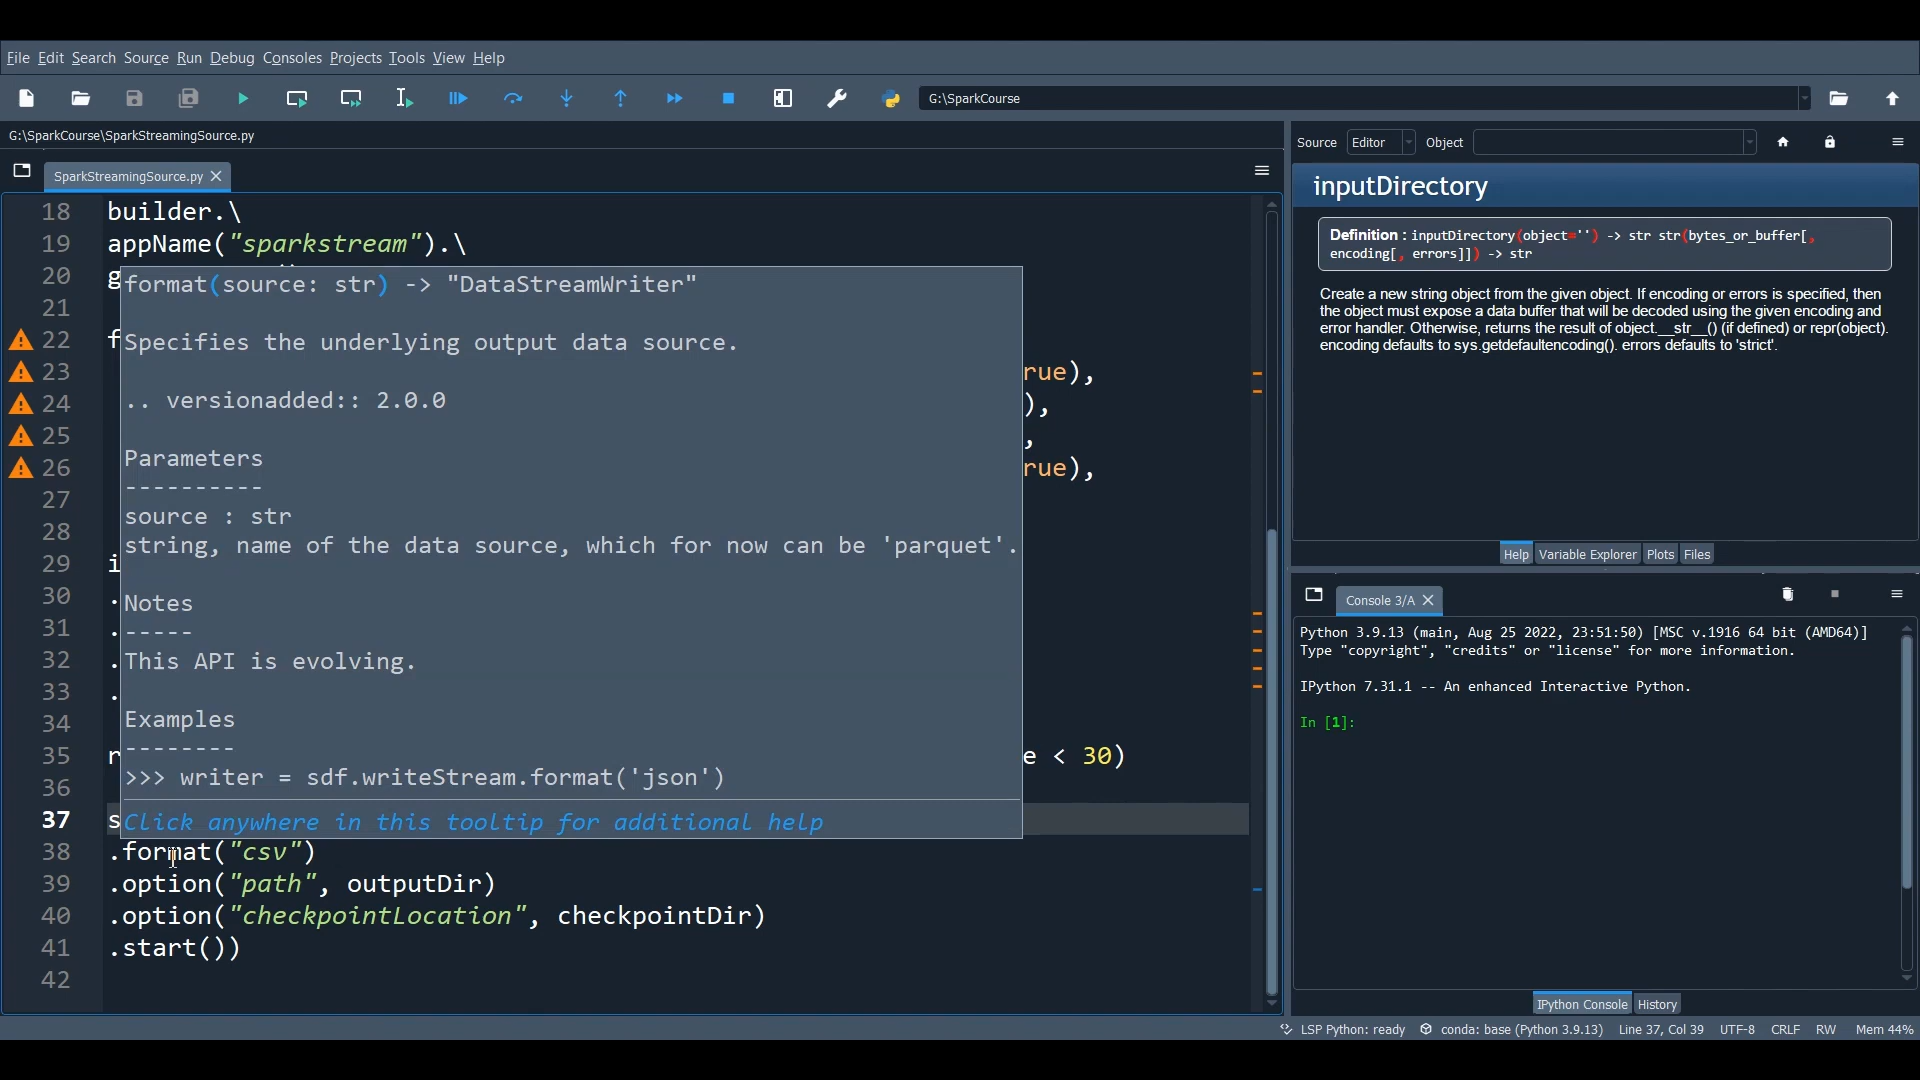 File Edit Search Source Run Debug Consoles Projects Tools View Help
G:\SparkCourse
G:\SparkCourse\SparkStreamingSource.py
SparkStreamingSource.py
18 builder.\
19 appName("sparkstream").\
20 g
21
22 f
23 rue),
24 ),
25 ,
26 rue),
27
28
29 i
30 .
31 .
32 .
33 .
34
35 r e < 30)
36
37 s
38 .format("csv")
39 .option("path", outputDir)
40 .option("checkpointLocation", checkpointDir)
41 .start())
42
format(source: str) -> "DataStreamWriter"
Specifies the underlying output data source.
.. versionadded:: 2.0.0
Parameters
----------
source : str
string, name of the data source, which for now can be 'parquet'.
Notes
-----
This API is evolving.
Examples
--------
>>> writer = sdf.writeStream.format('json')
Click anywhere in this tooltip for additional help
Source Editor Object
inputDirectory
Definition : inputDirectory(object='') -> str str(bytes_or_buffer[,
encoding[, errors]]) -> str
Create a new string object from the given object. If encoding or errors is specified, then
the object must expose a data buffer that will be decoded using the given encoding and
error handler. Otherwise, returns the result of object.__str__() (if defined) or repr(object).
encoding defaults to sys.getdefaultencoding(). errors defaults to 'strict'.
Help Variable Explorer Plots Files
Console 3/A
Python 3.9.13 (main, Aug 25 2022, 23:51:50) [MSC v.1916 64 bit (AMD64)]
Type "copyright", "credits" or "license" for more information.
IPython 7.31.1 -- An enhanced Interactive Python.
In [1]:
IPython Console History
LSP Python: ready conda: base (Python 3.9.13) Line 37, Col 39 UTF-8 CRLF RW Mem 44%